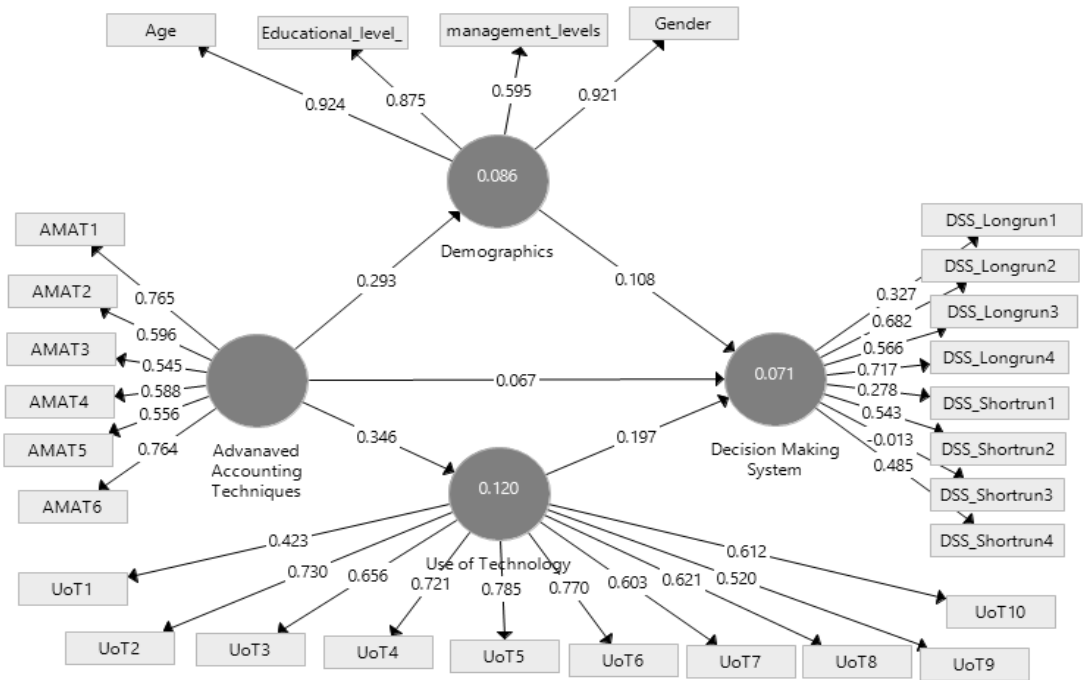 Age
Educational_level_
management_levels
Gender
0.924
0.875
0.595
0.921
0.086
Demographics
AMAT1
AMAT2
AMAT3
AMAT4
AMAT5
AMAT6
0.765
0.596
0.545
0.588
0.556
0.764
Advanaved
Accounting
Techniques
0.293
0.108
0.067
0.346
0.197
0.071
Decision Making
System
DSS_Longrun1
DSS_Longrun2
DSS_Longrun3
DSS_Longrun4
DSS_Shortrun1
DSS_Shortrun2
DSS_Shortrun3
DSS_Shortrun4
0.327
0.682
0.566
0.717
0.278
0.543
-0.013
0.485
0.120
Use of Technology
0.423
0.730
0.656
0.721
0.785
0.770
0.603
0.621
0.520
0.612
UoT1
UoT2
UoT3
UoT4
UoT5
UoT6
UoT7
UoT8
UoT9
UoT10